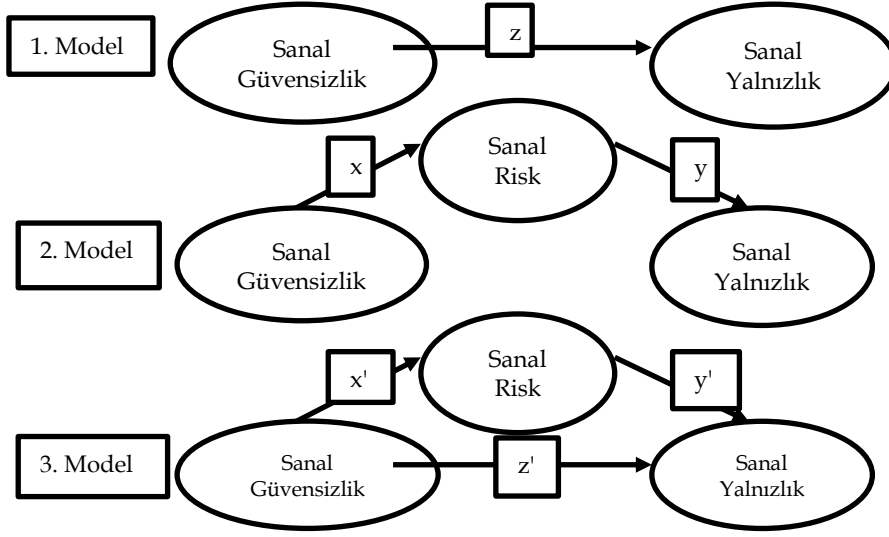 1. Model
Sanal
Güvensizlik
z
Sanal
Yalnızlık
x
Sanal
Risk
y
2. Model
Sanal
Güvensizlik
Sanal
Yalnızlık
x'
Sanal
Risk
y'
3. Model
Sanal
Güvensizlik
z'
Sanal
Yalnızlık